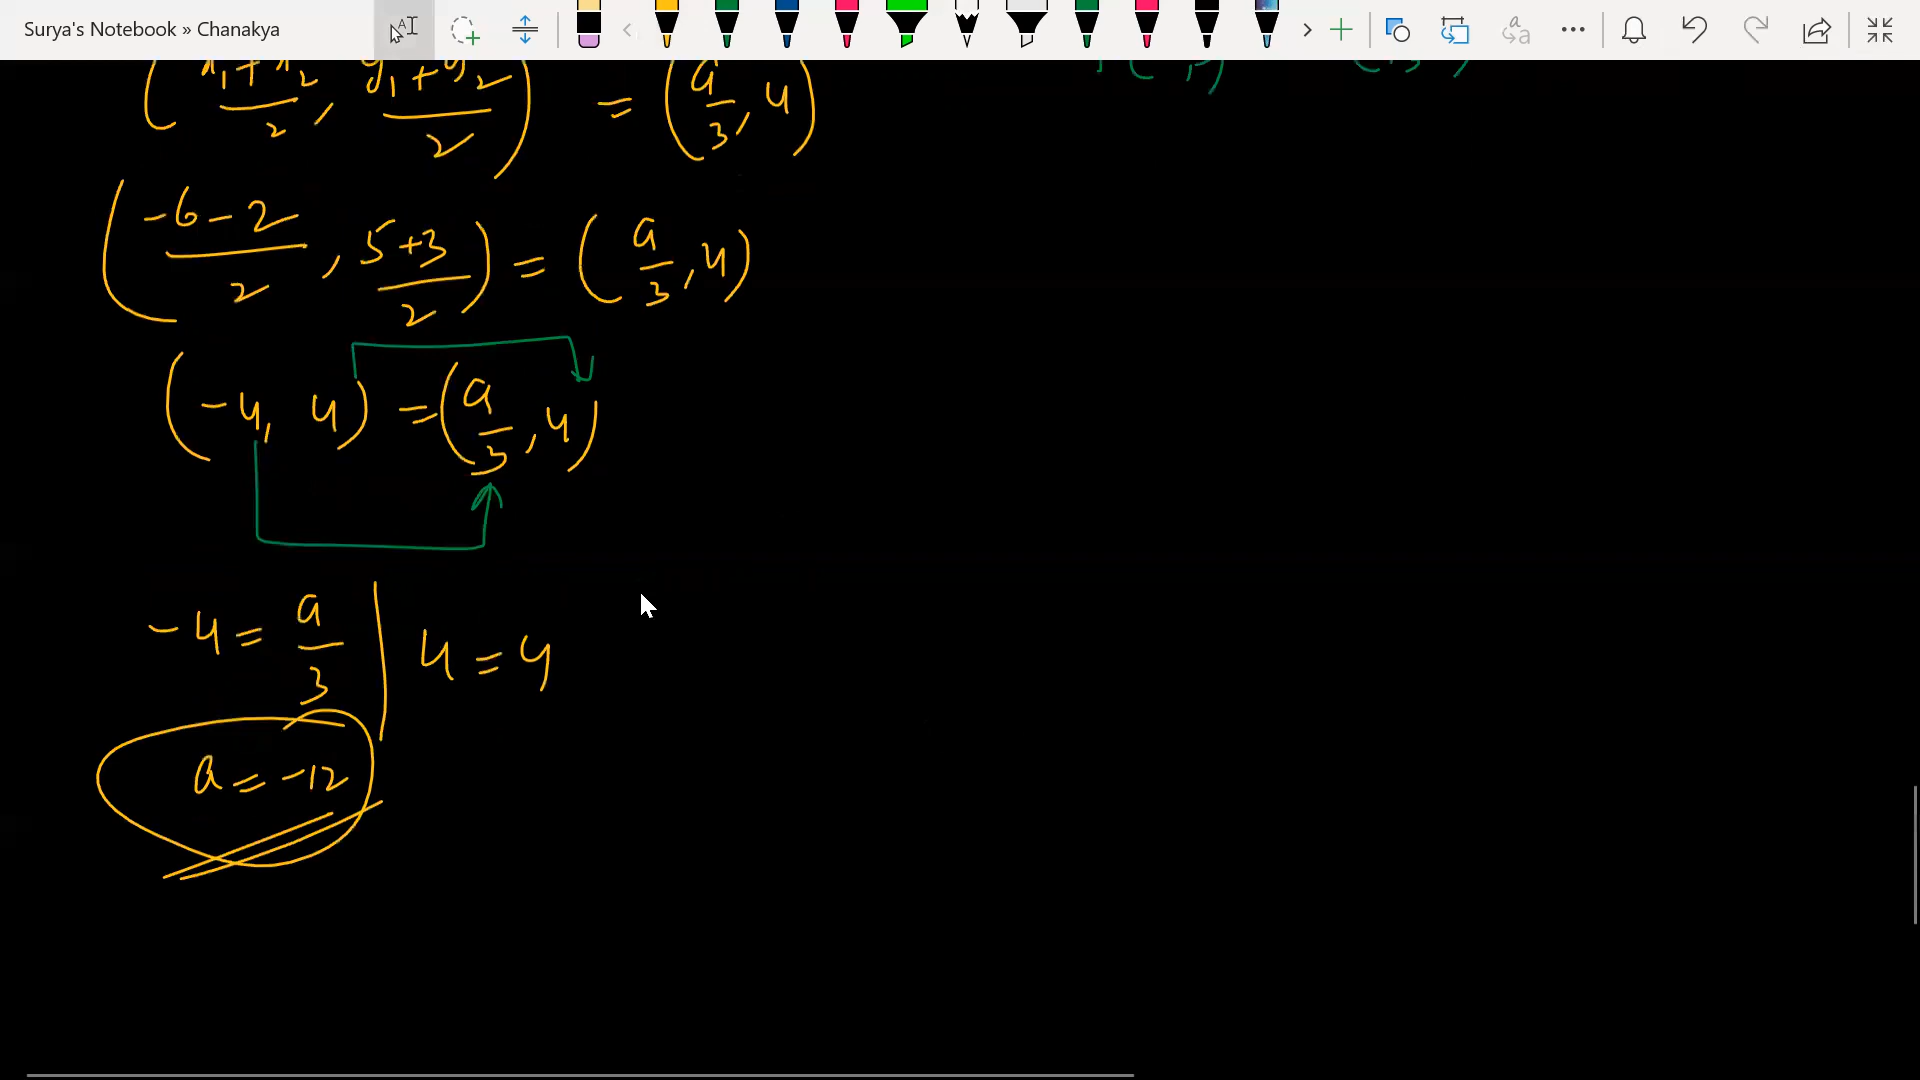 Surya's Notebook » Chanakya
(x₁+x₂/2, y₁+y₂/2) = (a/3, 4)
(-6-2/2, 5+3/2) = (a/3, 4)
(-4, 4) = (a/3, 4)
-4 = a/3 | 4 = 4
a = -12